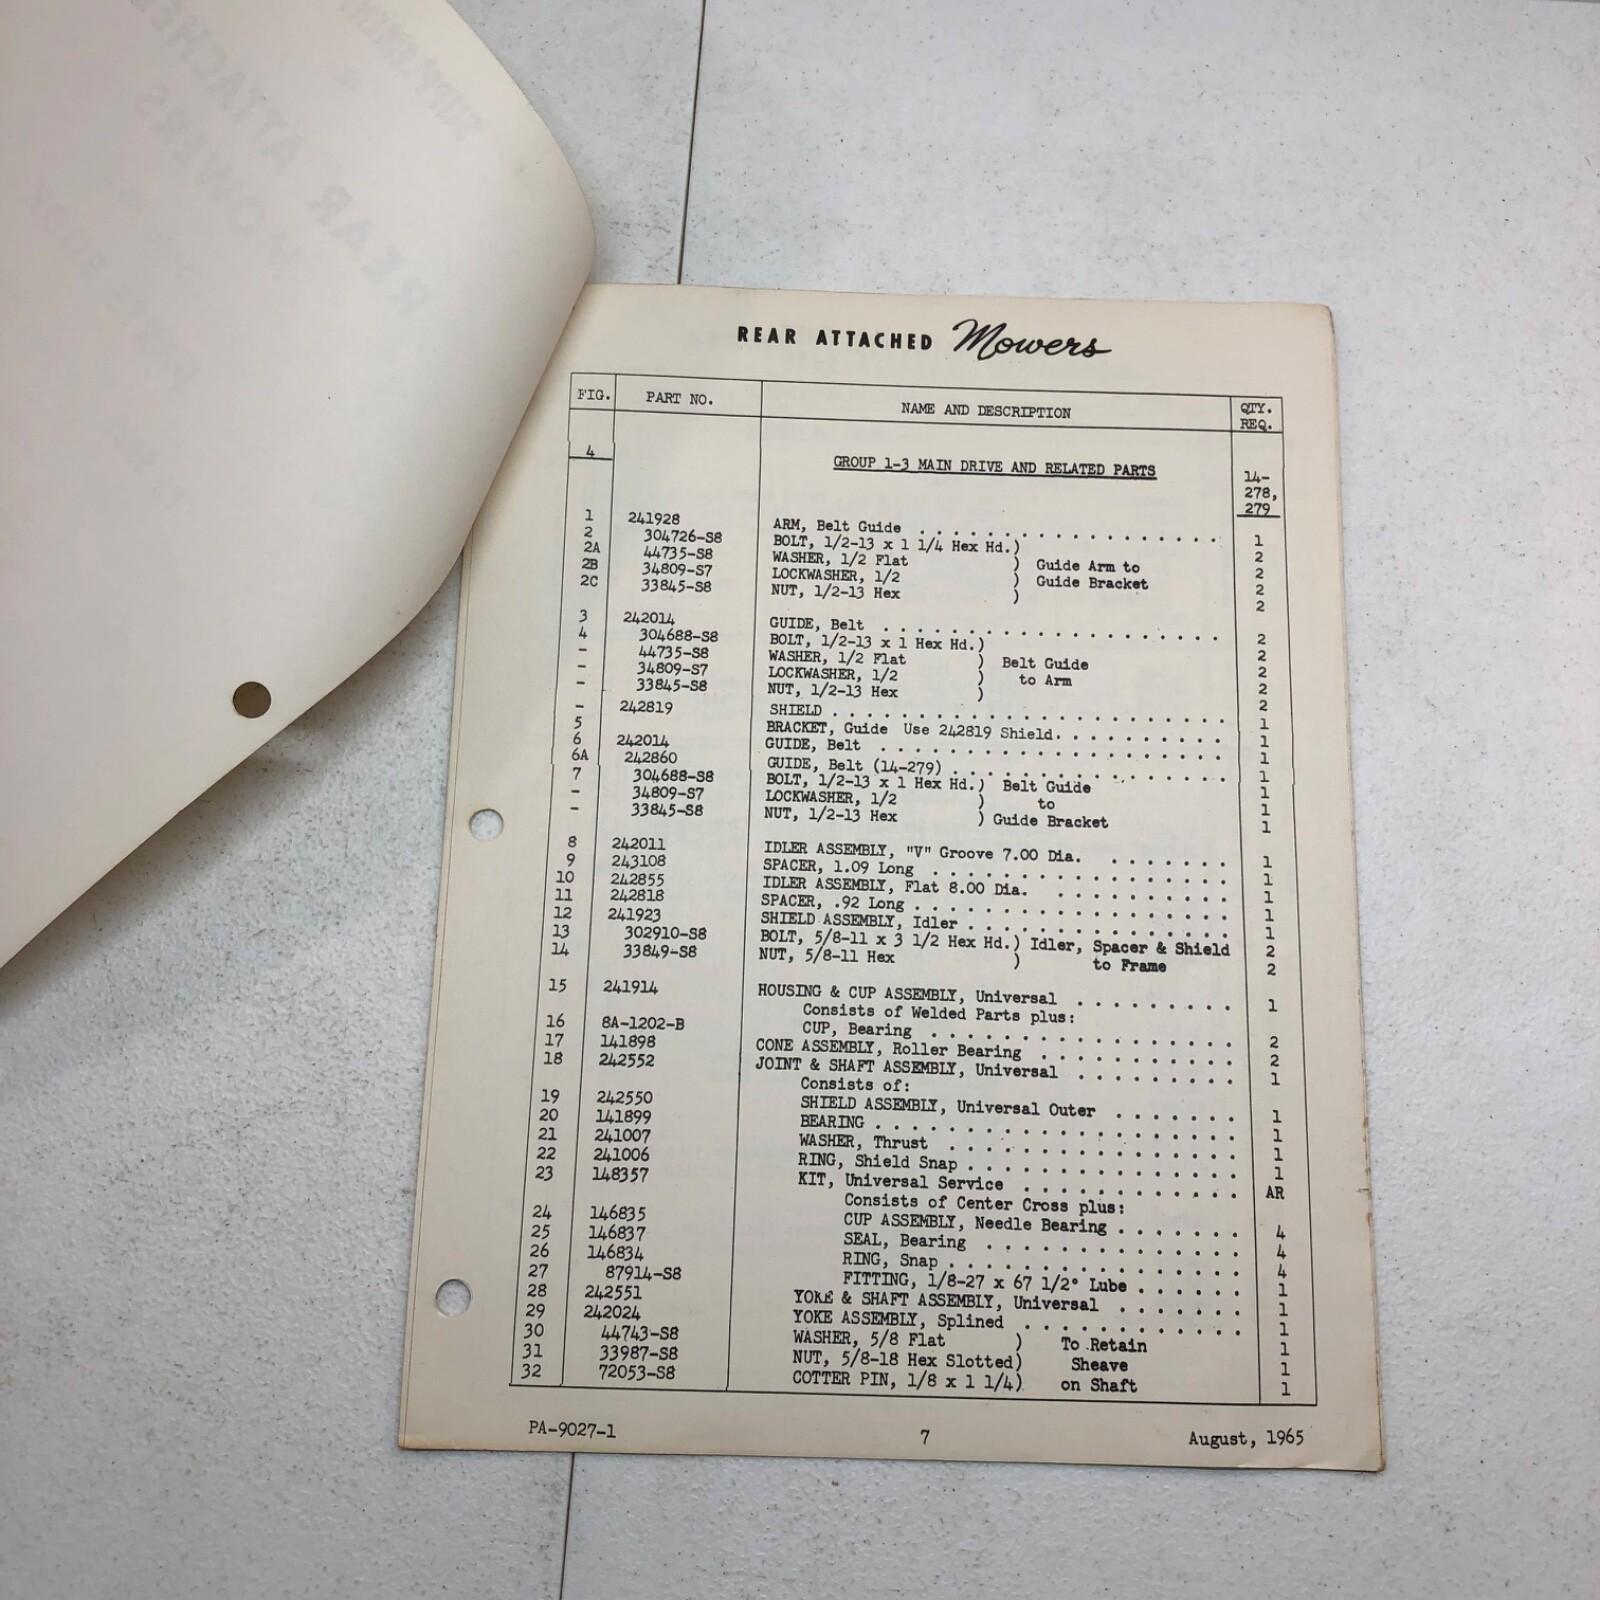 REAR ATTACHED Mowers
FIG. PART NO. NAME AND DESCRIPTION QTY. REQ.
4 GROUP 1-3 MAIN DRIVE AND RELATED PARTS 14-
278,
279
1 241928 ARM, Belt Guide . . . . . . . . . . . . . . . . . . 1
2 304726-S8 BOLT, 1/2-13 x 1 1/4 Hex Hd.) 2
2A 44735-S8 WASHER, 1/2 Flat ) Guide Arm to 2
2B 34809-S7 LOCKWASHER, 1/2 ) Guide Bracket 2
2C 33845-S8 NUT, 1/2-13 Hex ) 2
3 242014 GUIDE, Belt . . . . . . . . . . . . . . . . . . . . 2
4 304688-S8 BOLT, 1/2-13 x 1 Hex Hd.) 2
- 44735-S8 WASHER, 1/2 Flat ) Belt Guide 2
- 34809-S7 LOCKWASHER, 1/2 ) to Arm 2
- 33845-S8 NUT, 1/2-13 Hex ) 2
- 242819 SHIELD . . . . . . . . . . . . . . . . . . . . . . . 1
5 BRACKET, Guide Use 242819 Shield. . . . . . . . . . 1
6 242014 GUIDE, Belt . . . . . . . . . . . . . . . . . . . . 1
6A 242860 GUIDE, Belt (14-279) . . . . . . . . . . . . . . . . 1
7 304688-S8 BOLT, 1/2-13 x 1 Hex Hd.) Belt Guide 1
- 34809-S7 LOCKWASHER, 1/2 ) to 1
- 33845-S8 NUT, 1/2-13 Hex ) Guide Bracket 1
8 242011 IDLER ASSEMBLY, "V" Groove 7.00 Dia. . . . . . . . 1
9 243108 SPACER, 1.09 Long . . . . . . . . . . . . . . . . . 1
10 242855 IDLER ASSEMBLY, Flat 8.00 Dia. . . . . . . . . . . 1
11 242818 SPACER, .92 Long . . . . . . . . . . . . . . . . . . 1
12 241923 SHIELD ASSEMBLY, Idler . . . . . . . . . . . . . . . 1
13 302910-S8 BOLT, 5/8-11 x 3 1/2 Hex Hd.) Idler, Spacer & Shield 2
14 33849-S8 NUT, 5/8-11 Hex ) to Frame 2
15 241914 HOUSING & CUP ASSEMBLY, Universal . . . . . . . . . 1
Consists of Welded Parts plus:
16 8A-1202-B CUP, Bearing . . . . . . . . . . . . . . . . . 2
17 141898 CONE ASSEMBLY, Roller Bearing . . . . . . . . . . . 2
18 242552 JOINT & SHAFT ASSEMBLY, Universal . . . . . . . . . 1
Consists of:
19 242550 SHIELD ASSEMBLY, Universal Outer . . . . . . . 1
20 141899 BEARING . . . . . . . . . . . . . . . . . . . . 1
21 241007 WASHER, Thrust . . . . . . . . . . . . . . . . 1
22 241006 RING, Shield Snap . . . . . . . . . . . . . . . 1
23 148357 KIT, Universal Service . . . . . . . . . . . . AR
Consists of Center Cross plus:
24 146835 CUP ASSEMBLY, Needle Bearing . . . . . . . 4
25 146837 SEAL, Bearing . . . . . . . . . . . . . . 4
26 146834 RING, Snap . . . . . . . . . . . . . . . . 4
27 87914-S8 FITTING, 1/8-27 x 67 1/2° Lube . . . . . . 1
28 242551 YOKE & SHAFT ASSEMBLY, Universal . . . . . . . 1
29 242024 YOKE ASSEMBLY, Splined . . . . . . . . . . . . 1
30 44743-S8 WASHER, 5/8 Flat ) To Retain 1
31 33987-S8 NUT, 5/8-18 Hex Slotted) Sheave 1
32 72053-S8 COTTER PIN, 1/8 x 1 1/4) on Shaft 1
PA-9027-1 7 August, 1965